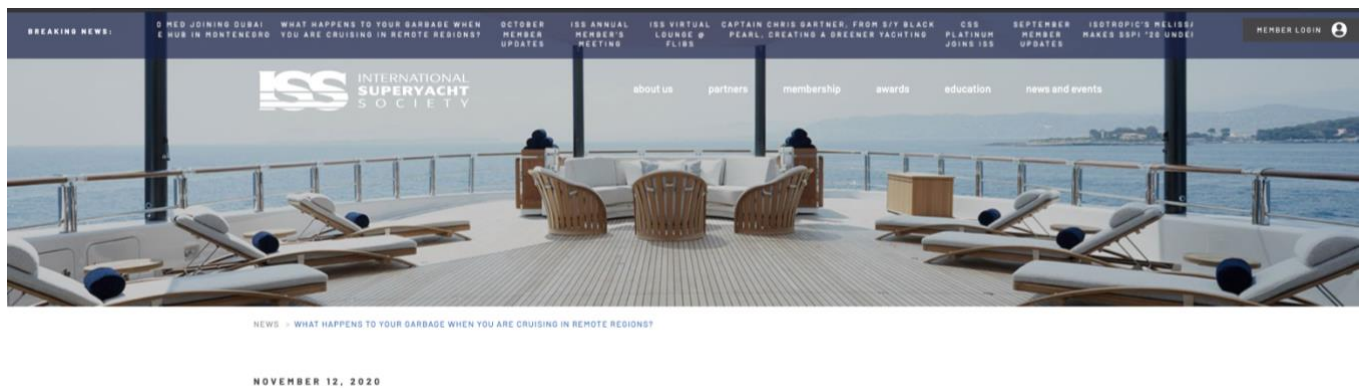 BREAKING NEWS:
D MED JOINING DUBAI
E HUB IN MONTENEGRO
WHAT HAPPENS TO YOUR GARBAGE WHEN
YOU ARE CRUISING IN REMOTE REGIONS?
OCTOBER
MEMBER
UPDATES
ISS ANNUAL
MEMBER'S
MEETING
ISS VIRTUAL
LOUNGE @
FLIBS
CAPTAIN CHRIS GARTNER, FROM S/Y BLACK
PEARL, CREATING A GREENER YACHTING
CSS
PLATINUM
JOINS ISS
SEPTEMBER
MEMBER
UPDATES
ISOTROPIC'S MELISSA
MAKES SSPI "20 UNDE
MEMBER LOGIN
ISS
INTERNATIONAL
SUPERYACHT
SOCIETY
about us partners membership awards education news and events
NEWS > WHAT HAPPENS TO YOUR GARBAGE WHEN YOU ARE CRUISING IN REMOTE REGIONS?
NOVEMBER 12, 2020